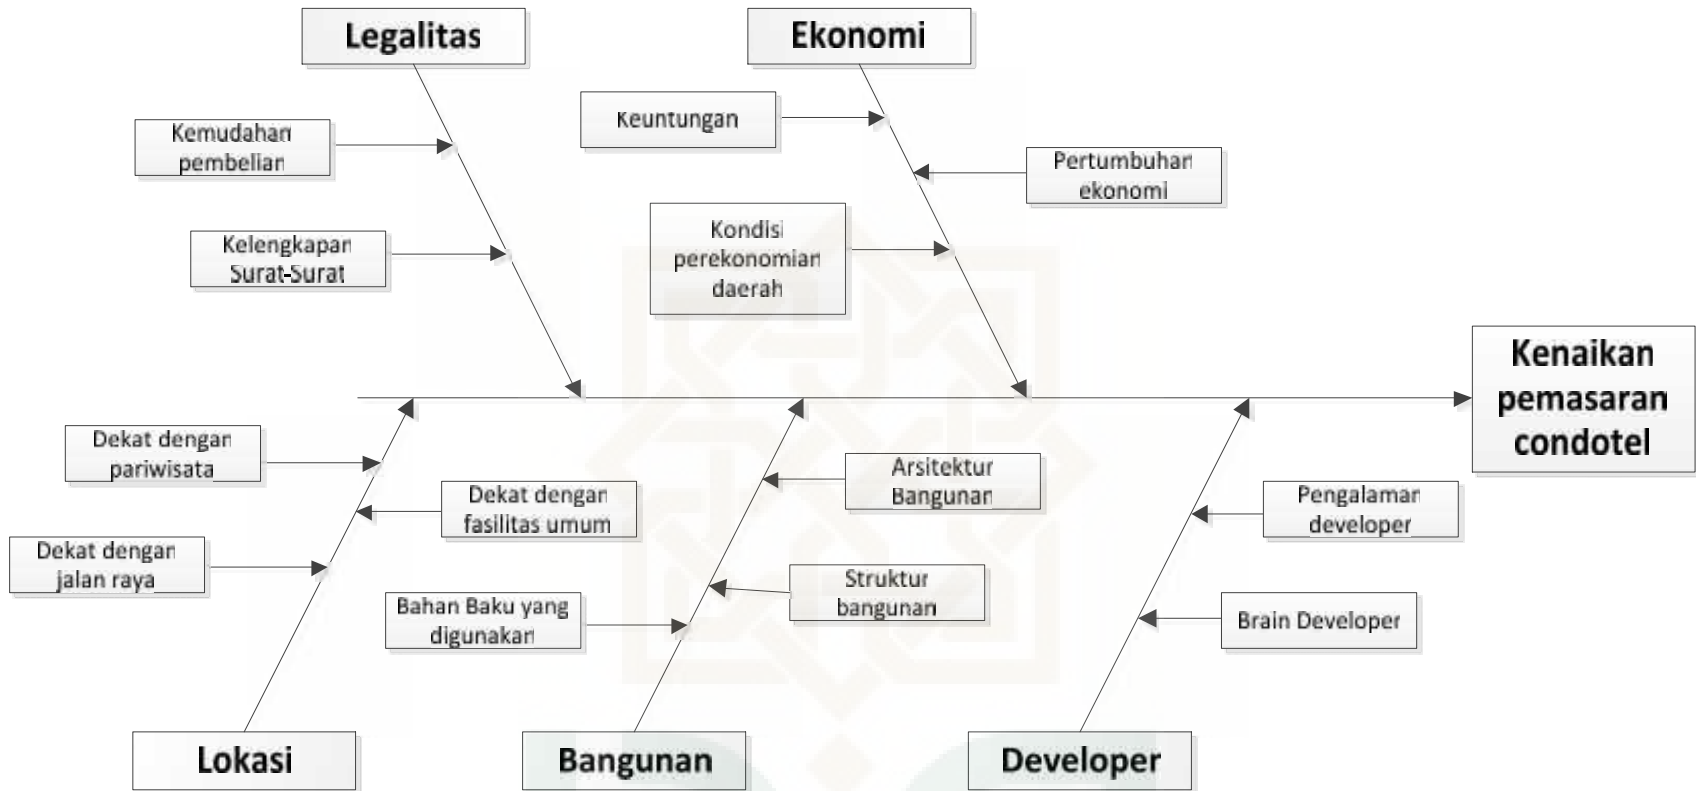 Legalitas
Ekonomi
Keuntungan
Kemudahan
pembelian
Pertumbuhan
ekonomi
Kondisi
perekonomian
daerah
Kelengkapan
Surat-Surat
Kenaikan
pemasaran
condotel
Dekat dengan
pariwisata
Arsitektur
Bangunan
Dekat dengan
fasilitas umum
Pengalaman
developer
Dekat dengan
jalan raya
Struktur
bangunan
Bahan Baku yang
digunakan
Brain Developer
Lokasi
Bangunan
Developer